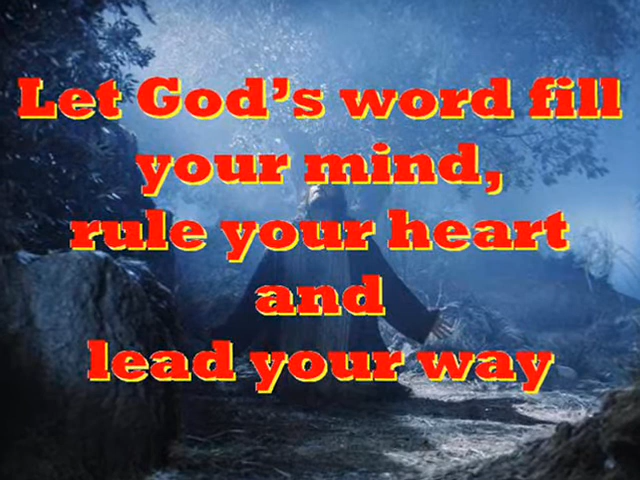 Let God’s word fill
your mind,
rule your heart
and
lead your way